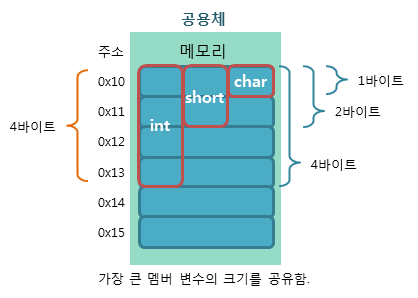 공용체
주소 메모리
0x10 char 1바이트
short
0x11 2바이트
4바이트 int
0x12
0x13 4바이트
0x14
0x15
가장 큰 멤버 변수의 크기를 공유함.